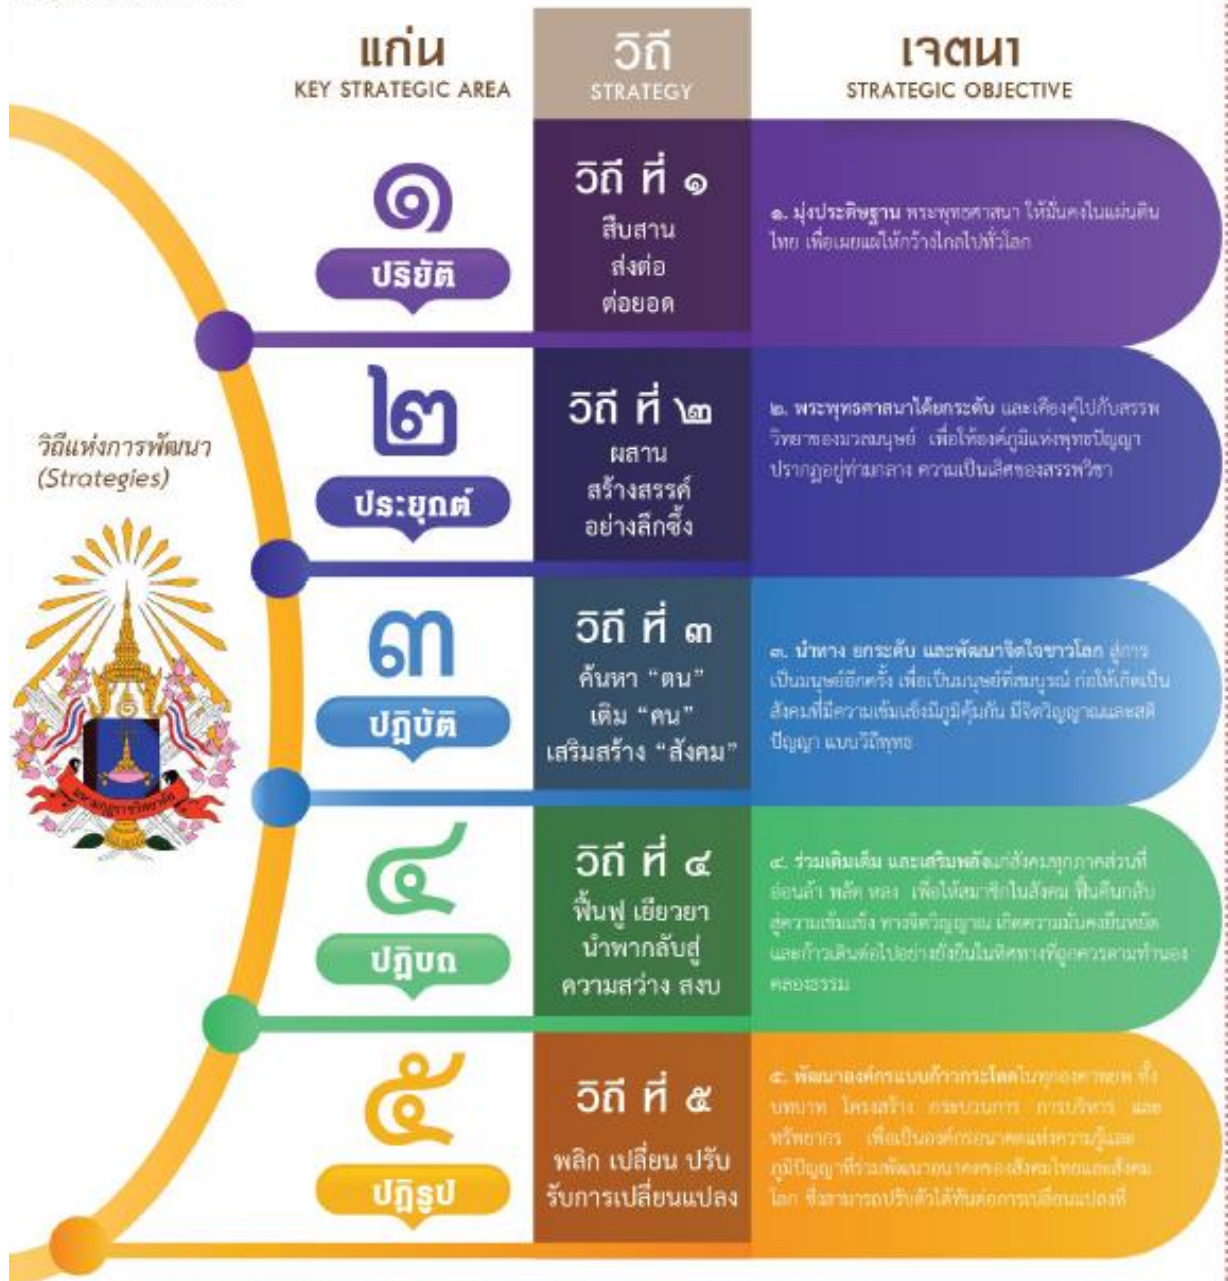 แก่น
KEY STRATEGIC AREA
วิถี
STRATEGY
เจตนา
STRATEGIC OBJECTIVE
วิถีแห่งการพัฒนา
(Strategies)
มหามกุฏราชวิทยาลัย
๑
ปริยัติ
วิถี ที่ ๑
สืบสาน
ส่งต่อ
ต่อยอด
๑. มุ่งประดิษฐาน พระพุทธศาสนา ให้มั่นคงในแผ่นดิน
ไทย เพื่อเผยแผ่ให้กว้างไกลไปทั่วโลก
๒
ประยุกต์
วิถี ที่ ๒
ผสาน
สร้างสรรค์
อย่างลึกซึ้ง
๒. พระพุทธศาสนาได้ยกระดับ และเคียงคู่ไปกับสรรพ
วิทยาของมวลมนุษย์ เพื่อให้องค์ภูมิแห่งพุทธปัญญา
ปรากฏอยู่ท่ามกลาง ความเป็นเลิศของสรรพวิชา
๓
ปฏิบัติ
วิถี ที่ ๓
ค้นหา “ตน”
เติม “คน”
เสริมสร้าง “สังคม”
๓. นำทาง ยกระดับ และพัฒนาจิตใจชาวโลก สู่การ
เป็นมนุษย์อีกครั้ง เพื่อเป็นมนุษย์ที่สมบูรณ์ ก่อให้เกิดเป็น
สังคมที่มีความเข้มแข็งมีภูมิคุ้มกัน มีจิตวิญญาณและสติ
ปัญญา แบบวิถีพุทธ
๔
ปฏิบถ
วิถี ที่ ๔
ฟื้นฟู เยียวยา
นำพากลับสู่
ความสว่าง สงบ
๔. ร่วมเติมเต็ม และเสริมพลังแก่สังคมทุกภาคส่วนที่
อ่อนล้า พลัด หลง เพื่อให้สมาชิกในสังคม ฟื้นคืนกลับ
สู่ความเข้มแข็ง ทางจิตวิญญาณ เกิดความมั่นคงยืนหยัด
และก้าวเดินต่อไปอย่างยั่งยืนในทิศทางที่ถูกควรตามทำนอง
คลองธรรม
๕
ปฏิรูป
วิถี ที่ ๕
พลิก เปลี่ยน ปรับ
รับการเปลี่ยนแปลง
๕. พัฒนาองค์กรแบบก้าวกระโดดในทุกองคาพยพ ทั้ง
บทบาท โครงสร้าง กระบวนการ การบริหาร และ
ทรัพยากร เพื่อเป็นองค์กรอนาคตแห่งความรู้และ
ภูมิปัญญาที่ร่วมพัฒนาอนาคตของสังคมไทยและสังคม
โลก ซึ่งสามารถปรับตัวได้ทันต่อการเปลี่ยนแปลงที่